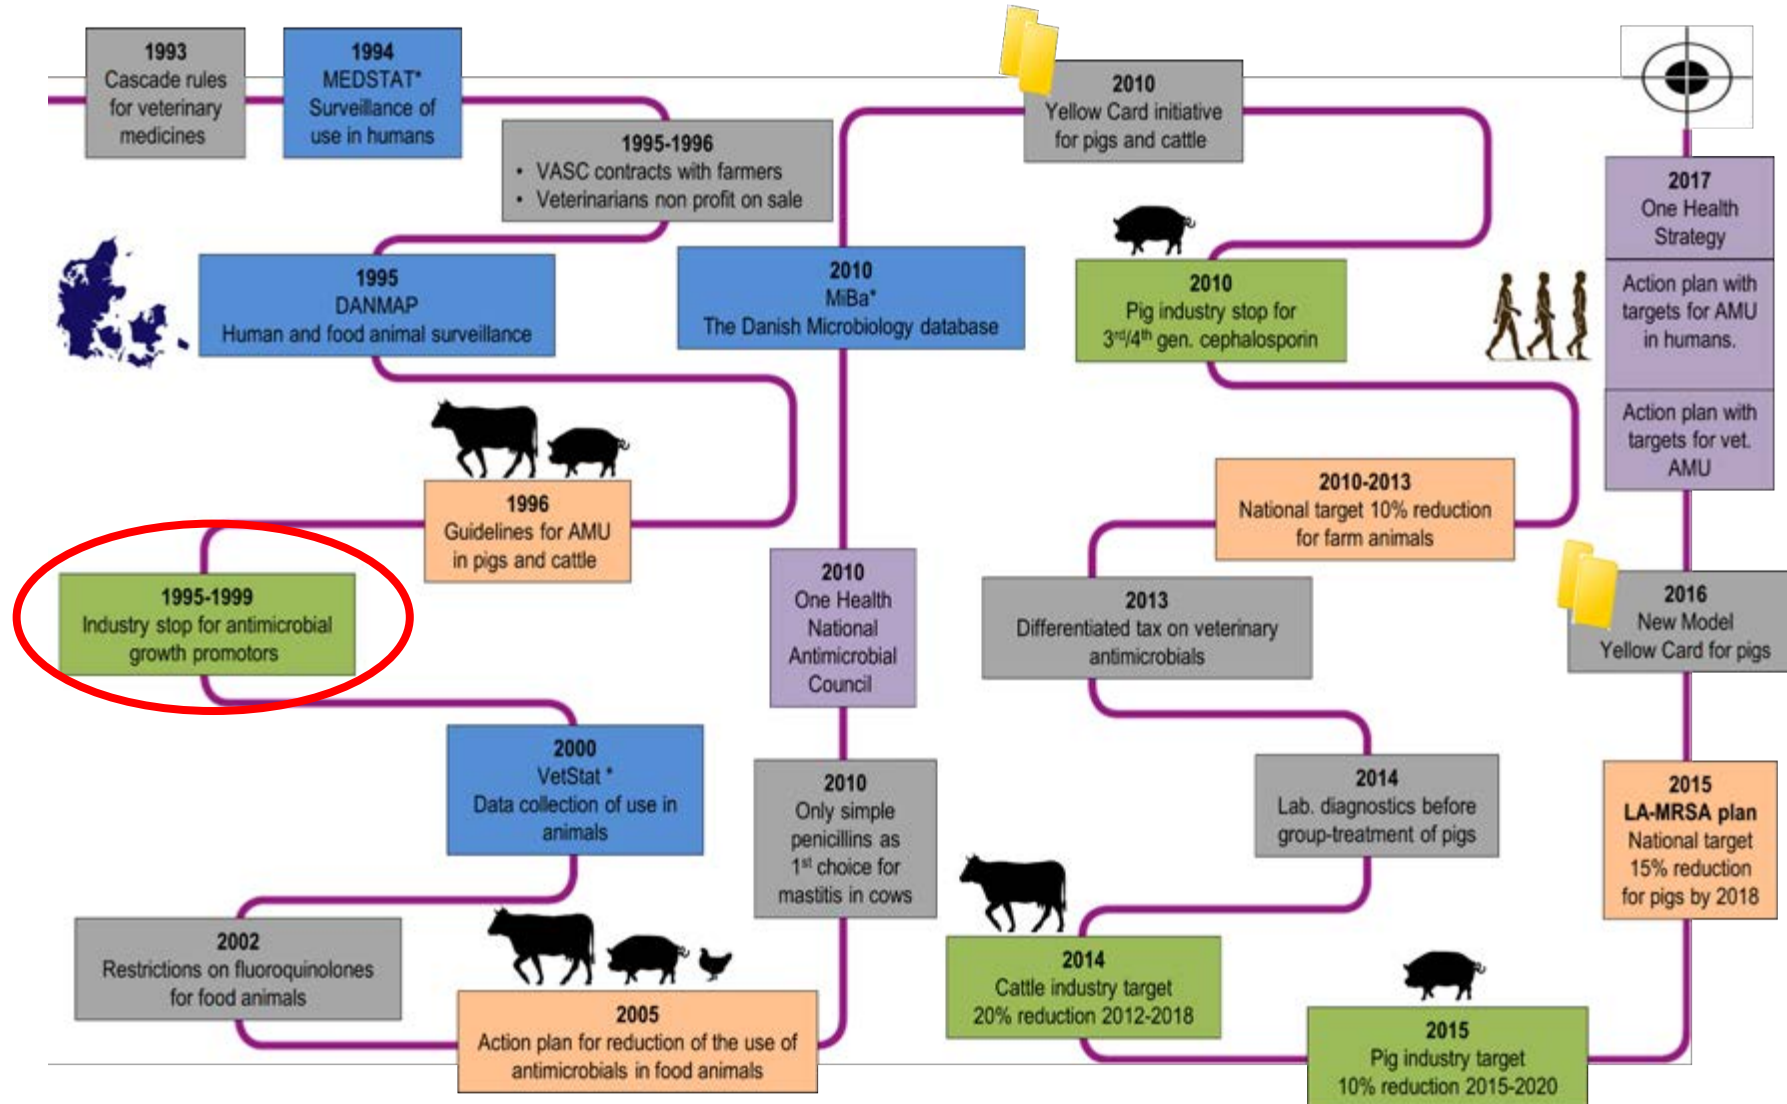 1993
Cascade rules
for veterinary
medicines
1994
MEDSTAT*
Surveillance of
use in humans
1995-1996
• VASC contracts with farmers
• Veterinarians non profit on sale
1995
DANMAP
Human and food animal surveillance
1996
Guidelines for AMU
in pigs and cattle
1995-1999
Industry stop for antimicrobial
growth promotors
2000
VetStat *
Data collection of use in
animals
2002
Restrictions on fluoroquinolones
for food animals
2005
Action plan for reduction of the use of
antimicrobials in food animals
2010
Only simple
penicillins as
1st choice for
mastitis in cows
2010
One Health
National
Antimicrobial
Council
2010
MiBa*
The Danish Microbiology database
2010
Yellow Card initiative
for pigs and cattle
2010
Pig industry stop for
3rd/4th gen. cephalosporin
2010-2013
National target 10% reduction
for farm animals
2013
Differentiated tax on veterinary
antimicrobials
2014
Lab. diagnostics before
group-treatment of pigs
2014
Cattle industry target
20% reduction 2012-2018
2015
Pig industry target
10% reduction 2015-2020
2015
LA-MRSA plan
National target
15% reduction
for pigs by 2018
2016
New Model
Yellow Card for pigs
2017
One Health
Strategy
Action plan with
targets for AMU
in humans.
Action plan with
targets for vet.
AMU